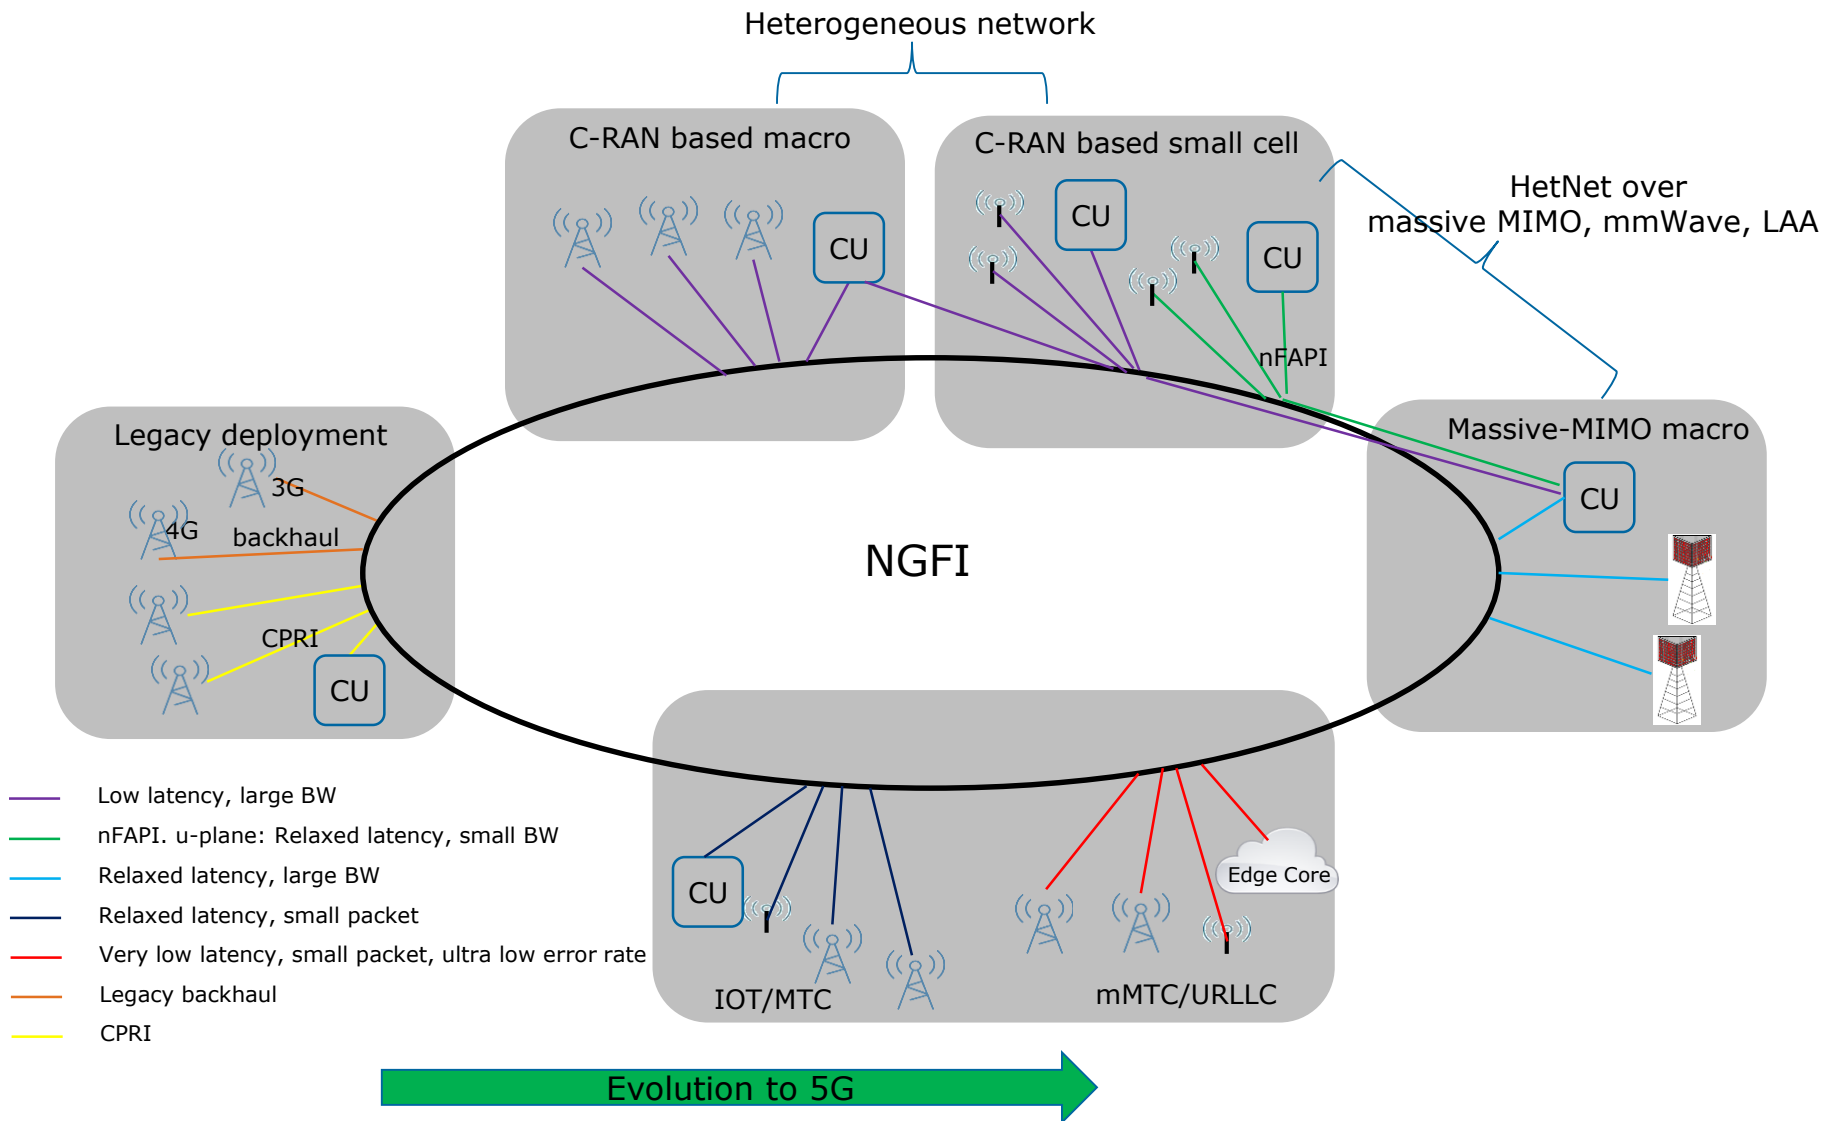 Heterogeneous network
C-RAN based macro
CU
C-RAN based small cell
CU
CU
nFAPI
HetNet over
massive MIMO, mmWave, LAA
Legacy deployment
3G
4G
backhaul
CPRI
CU
NGFI
Massive-MIMO macro
CU
Low latency, large BW
nFAPI. u-plane: Relaxed latency, small BW
Relaxed latency, large BW
Relaxed latency, small packet
Very low latency, small packet, ultra low error rate
Legacy backhaul
CPRI
CU
IOT/MTC
Edge Core
mMTC/URLLC
Evolution to 5G